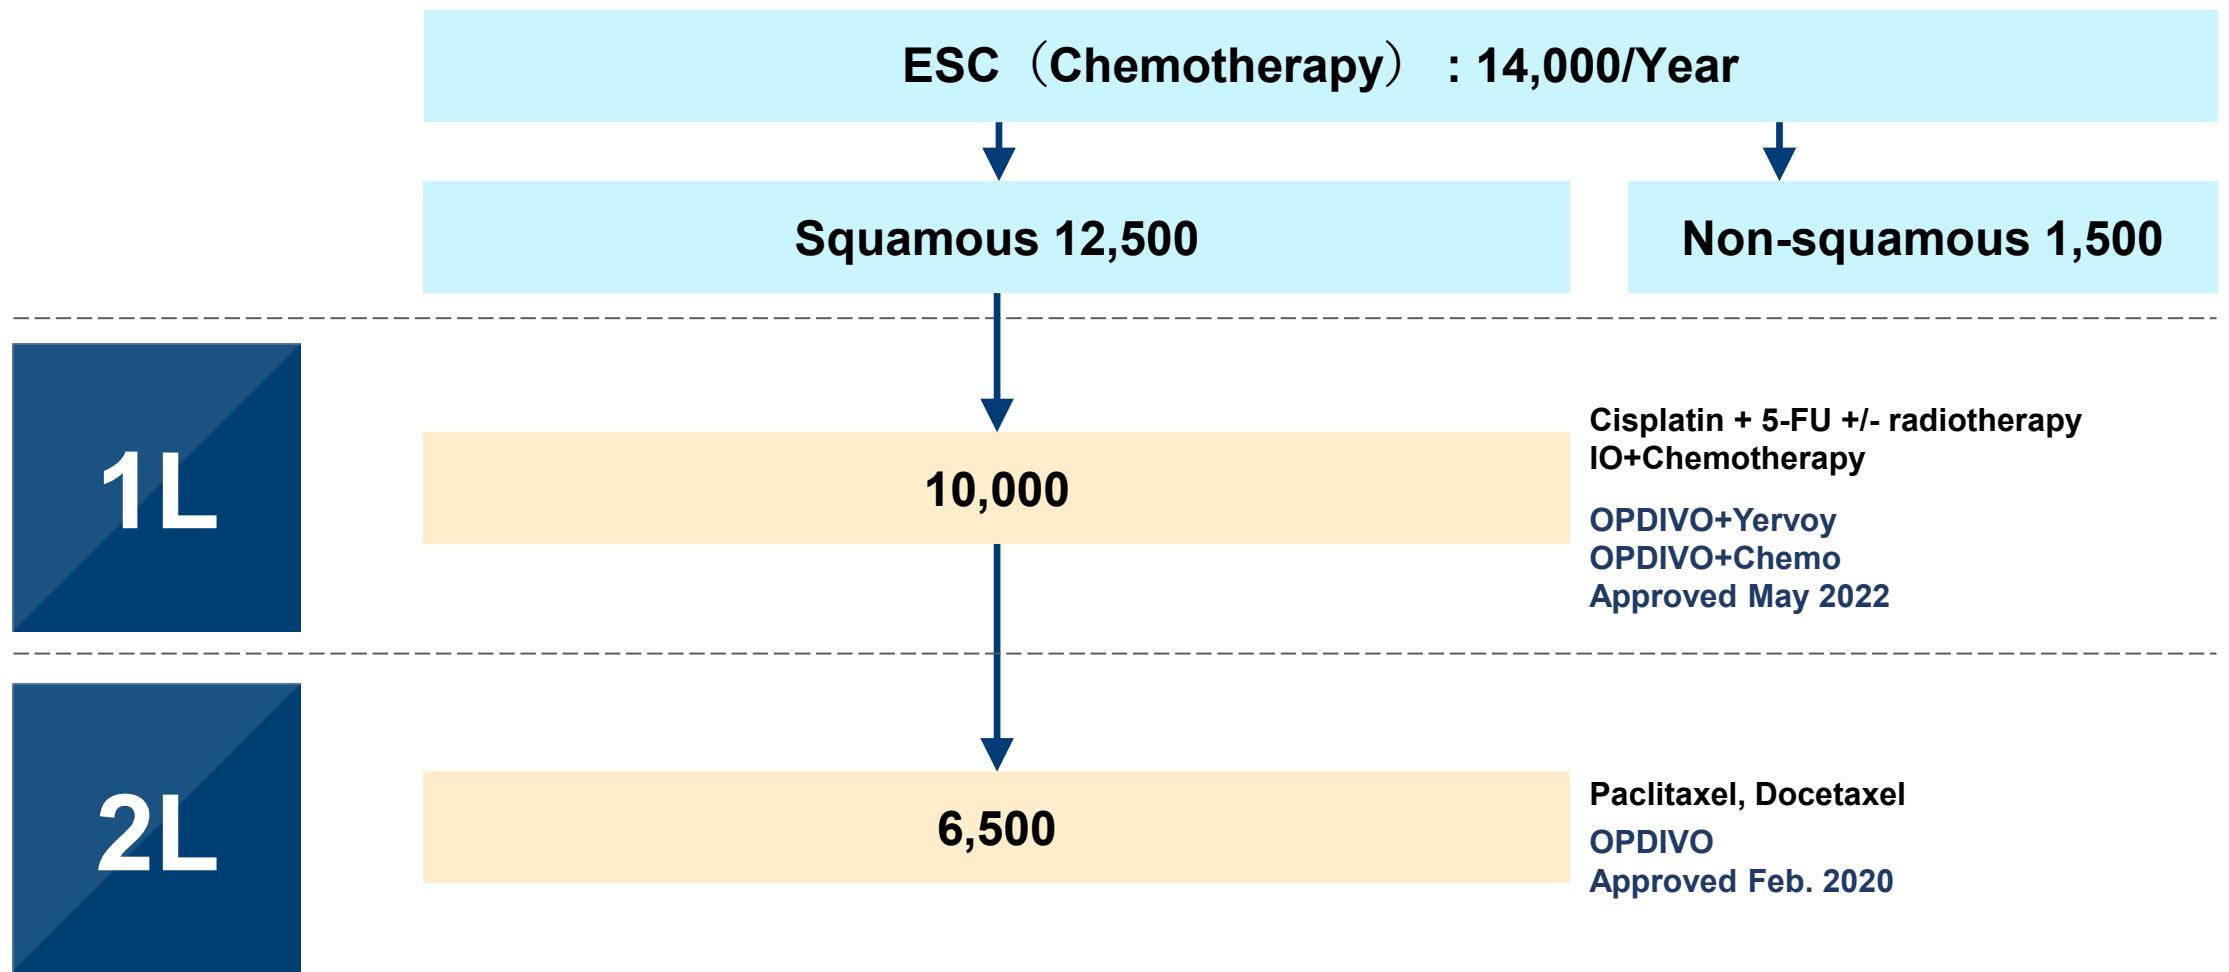 ESC（Chemotherapy） : 14,000/Year
Squamous 12,500
Non-squamous 1,500
1L
10,000
Cisplatin + 5-FU +/- radiotherapy
IO+Chemotherapy
OPDIVO+Yervoy
OPDIVO+Chemo
Approved May 2022
2L
6,500
Paclitaxel, Docetaxel
OPDIVO
Approved Feb. 2020